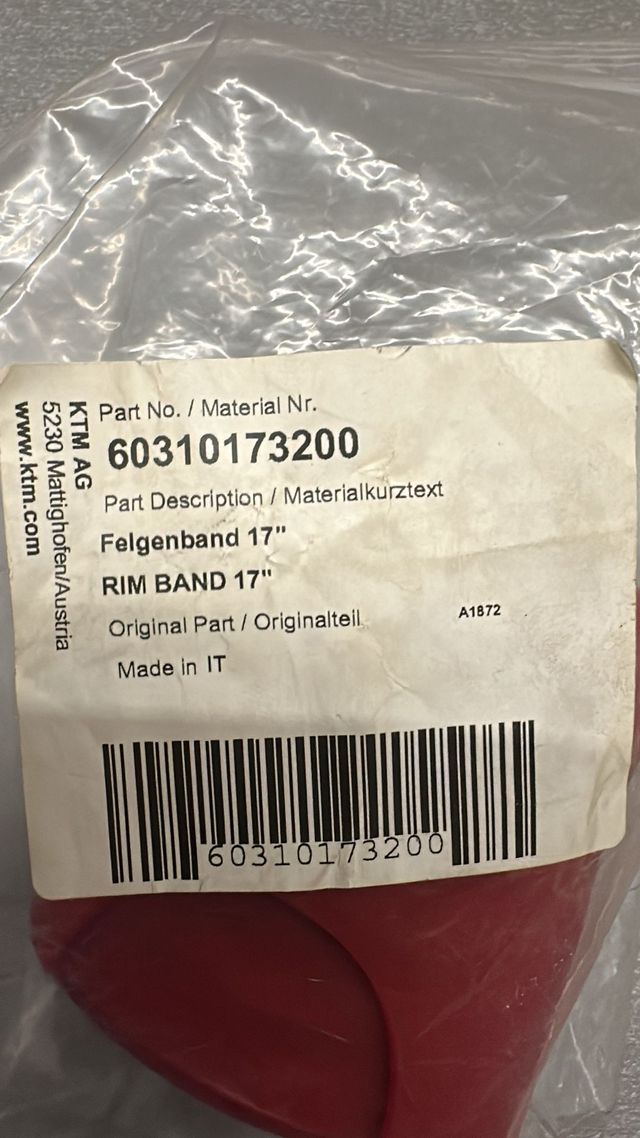 KTM AG
5230 Mattighofen/Austria
www.ktm.com
Part No. / Material Nr.
60310173200
Part Description / Materialkurztext
Felgenband 17"
RIM BAND 17"
Original Part / Originalteil
A1872
Made in IT
60310173200